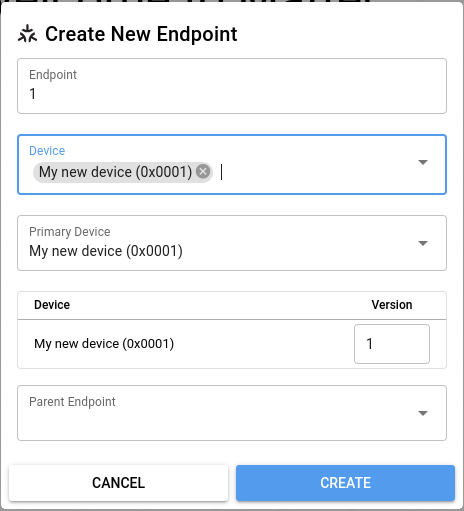 Create New Endpoint
Endpoint
1
Device
My new device (0x0001)
Primary Device
My new device (0x0001)
Device Version
My new device (0x0001) 1
Parent Endpoint
CANCEL CREATE